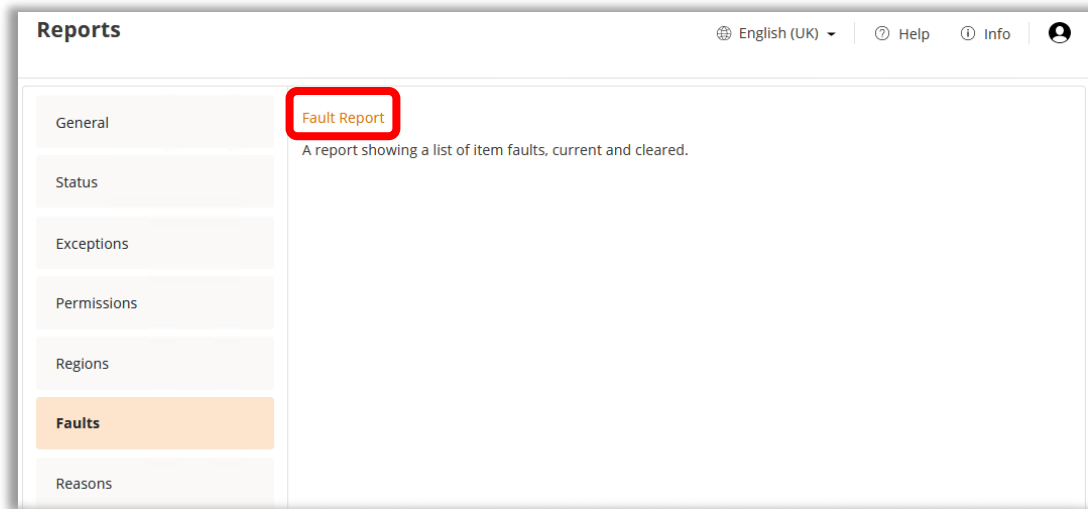 Reports
English (UK)
Help
Info
General
Status
Exceptions
Permissions
Regions
Faults
Reasons
Fault Report
A report showing a list of item faults, current and cleared.